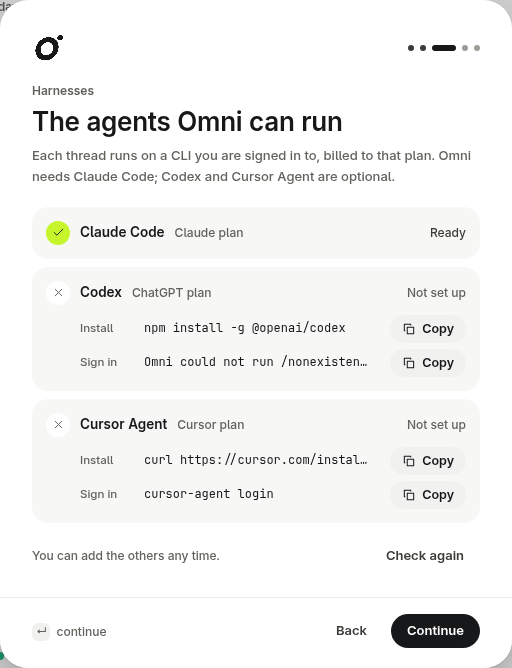 da
Harnesses
The agents Omni can run
Each thread runs on a CLI you are signed in to, billed to that plan. Omni
needs Claude Code; Codex and Cursor Agent are optional.
Claude Code Claude plan Ready
Codex ChatGPT plan Not set up
Install npm install -g @openai/codex Copy
Sign in Omni could not run /nonexisten… Copy
Cursor Agent Cursor plan Not set up
Install curl https://cursor.com/instal… Copy
Sign in cursor-agent login Copy
You can add the others any time. Check again
continue Back Continue